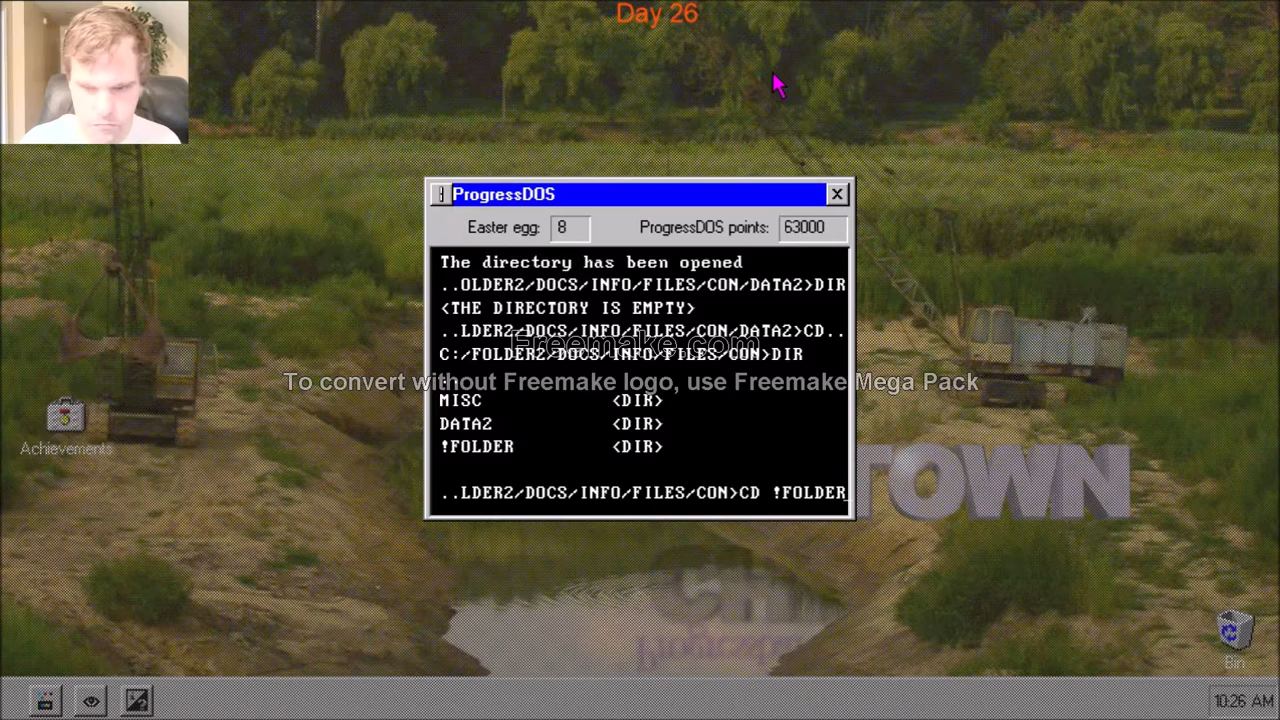 Day 26
ProgressDOS
Easter egg: 8 ProgressDOS points: 63000
The directory has been opened
..OLDER2/DOCS/INFO/FILES/CON/DATA2>DIR
<THE DIRECTORY IS EMPTY>
..LDER2/DOCS/INFO/FILES/CON/DATA2>CD..
Freemake.com
C:/FOLDER2/DOCS/INFO/FILES/CON>DIR
..
To convert without Freemake logo, use Freemake Mega Pack
MISC <DIR>
DATA2 <DIR>
!FOLDER <DIR>
..LDER2/DOCS/INFO/FILES/CON>CD !FOLDER_
Achievements
TOWN
Bin
10:26 AM